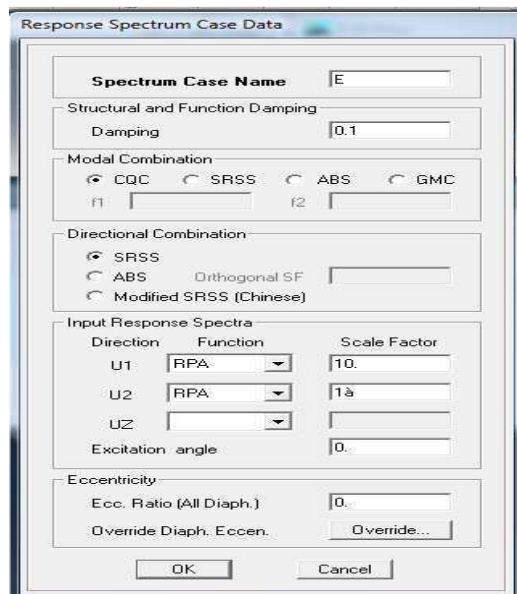 Response Spectrum Case Data
Spectrum Case Name E
Structural and Function Damping
Damping 0.1
Modal Combination
CQC SRSS ABS GMC
f1 f2
Directional Combination
SRSS
ABS Orthogonal SF
Modified SRSS (Chinese)
Input Response Spectra
Direction Function Scale Factor
U1 RPA 10.
U2 RPA 1à
UZ
Excitation angle 0.
Eccentricity
Ecc. Ratio (All Diaph.) 0.
Override Diaph. Eccen. Override...
OK Cancel